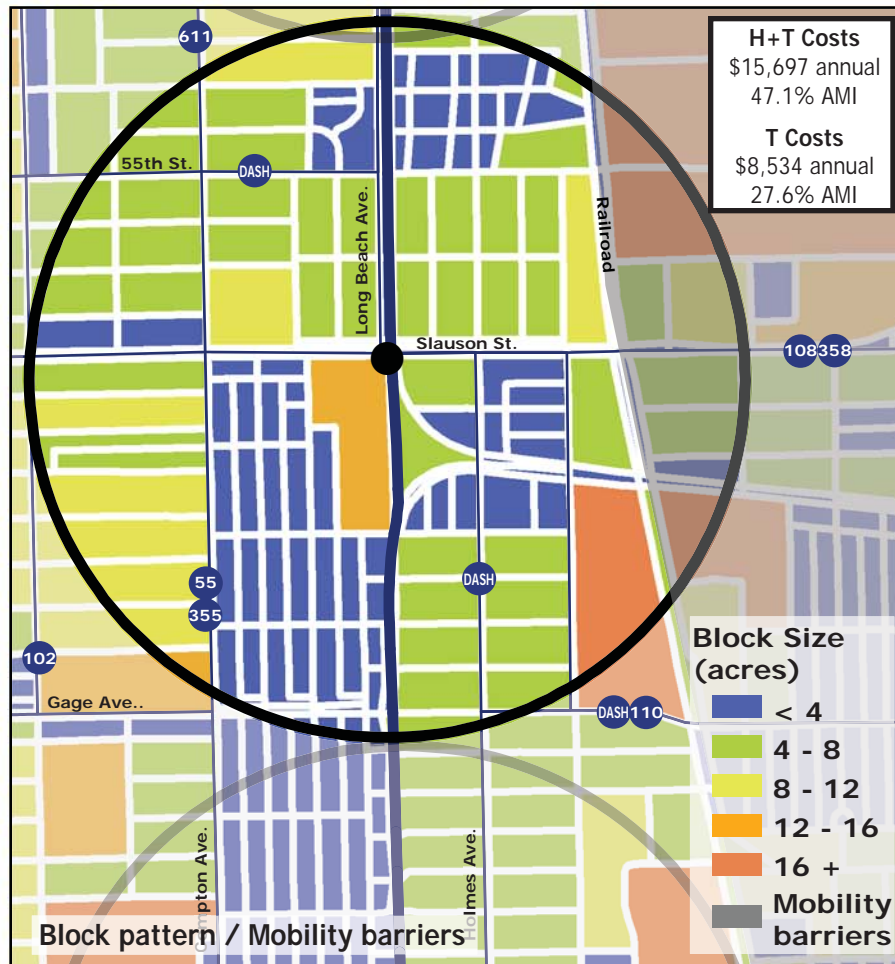 611
H+T Costs
$15,697 annual
47.1% AMI
T Costs
$8,534 annual
27.6% AMI
55th St.
DASH
Long Beach Ave.
Railroad
Slauson St.
108
358
55
355
DASH
102
Gage Ave..
DASH
110
Compton Ave.
Holmes Ave.
Block Size
(acres)
< 4
4 - 8
8 - 12
12 - 16
16 +
Mobility
barriers
Block pattern / Mobility barriers